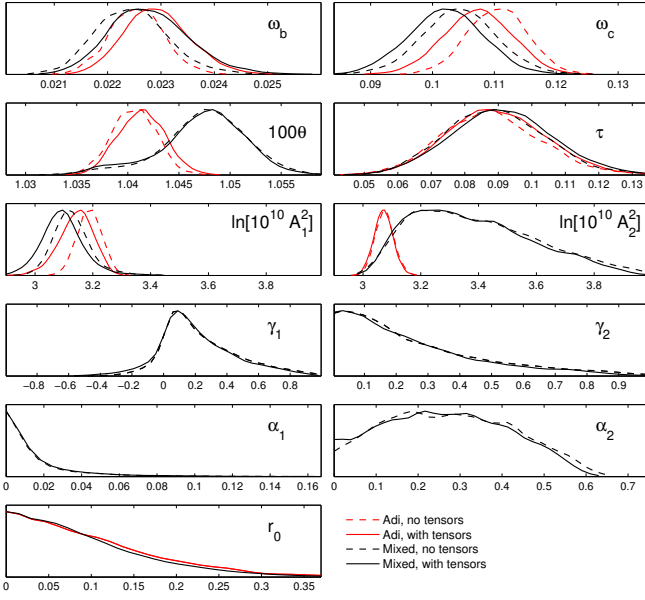 ω_b
0.021 0.022 0.023 0.024 0.025
ω_c
0.09 0.1 0.11 0.12 0.13
100θ
1.03 1.035 1.04 1.045 1.05 1.055
τ
0.05 0.06 0.07 0.08 0.09 0.1 0.11 0.12 0.13
ln[10^10 A_1^2]
3 3.2 3.4 3.6 3.8
ln[10^10 A_2^2]
3 3.2 3.4 3.6 3.8
γ_1
−0.8 −0.6 −0.4 −0.2 0 0.2 0.4 0.6 0.8
γ_2
0.1 0.2 0.3 0.4 0.5 0.6 0.7 0.8 0.9
α_1
0 0.02 0.04 0.06 0.08 0.1 0.12 0.14 0.16
α_2
0 0.1 0.2 0.3 0.4 0.5 0.6 0.7
r_0
0 0.05 0.1 0.15 0.2 0.25 0.3 0.35
Adi, no tensors
Adi, with tensors
Mixed, no tensors
Mixed, with tensors